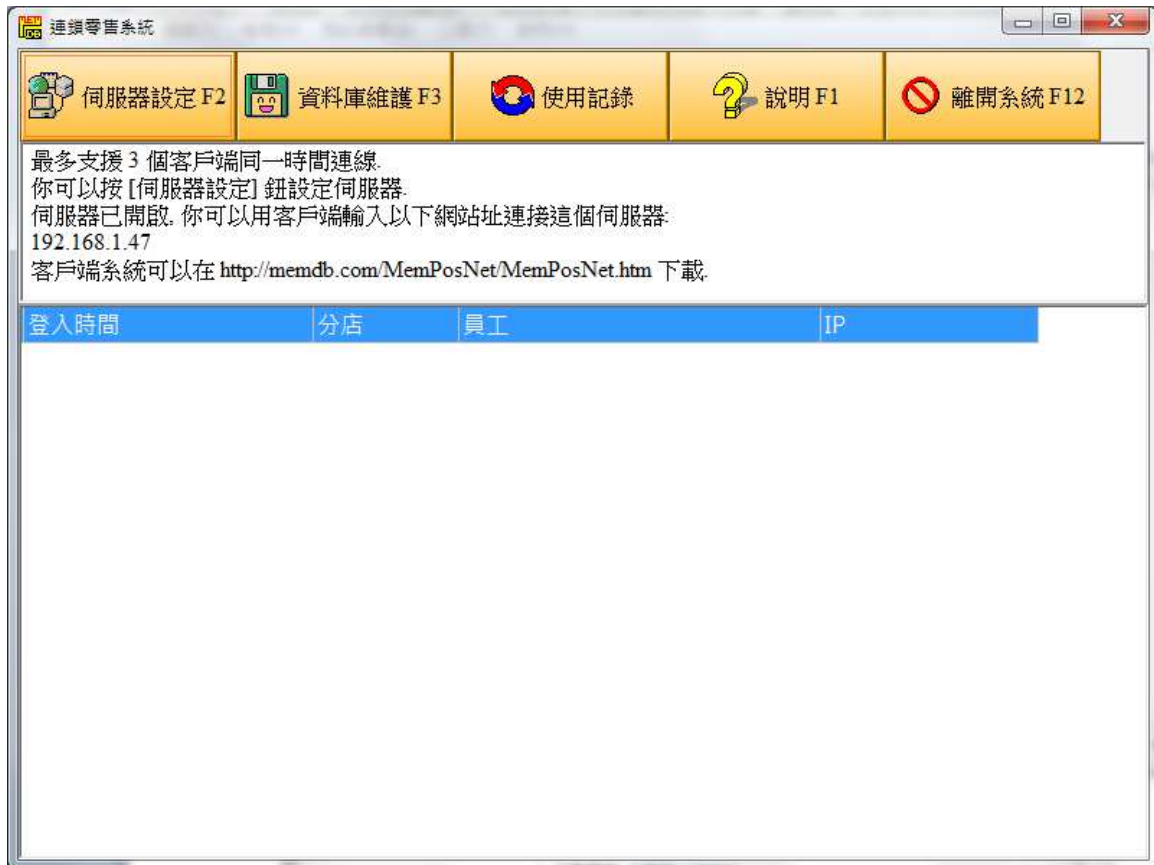 連鎖零售系統
伺服器設定 F2 資料庫維護 F3 使用記錄 說明 F1 離開系統 F12
最多支援 3 個客戶端同一時間連線.
你可以按 [伺服器設定] 鈕設定伺服器.
伺服器已開啟, 你可以用客戶端輸入以下網站址連接這個伺服器:
192.168.1.47
客戶端系統可以在 http://memdb.com/MemPosNet/MemPosNet.htm 下載.
登入時間 分店 員工 IP